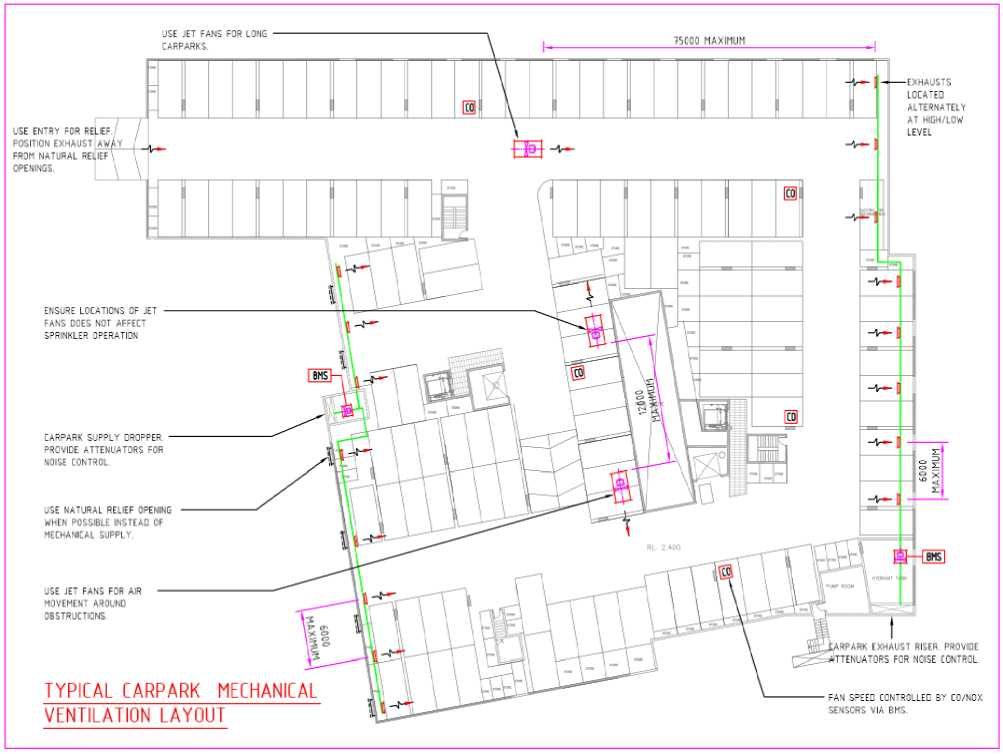 USE JET FANS FOR LONG
CARPARKS.
75000 MAXIMUM
EXHAUSTS
LOCATED
ALTERNATELY
AT HIGH/LOW
LEVEL
CO
USE ENTRY FOR RELIEF.
POSITION EXHAUST AWAY
FROM NATURAL RELIEF
OPENINGS.
CO
ENSURE LOCATIONS OF JET
FANS DOES NOT AFFECT
SPRINKLER OPERATION
BMS
CO
12000
MAXIMUM
CO
CARPARK SUPPLY DROPPER.
PROVIDE ATTENUATORS FOR
NOISE CONTROL.
6000
MAXIMUM
USE NATURAL RELIEF OPENING
WHEN POSSIBLE INSTEAD OF
MECHANICAL SUPPLY.
RL. 2,400
BMS
CO
HYDRANT TANK
PUMP ROOM
USE JET FANS FOR AIR
MOVEMENT AROUND
OBSTRUCTIONS.
6000
MAXIMUM
CARPARK EXHAUST RISER. PROVIDE
ATTENUATORS FOR NOISE CONTROL.
FAN SPEED CONTROLLED BY CO/NOX
SENSORS VIA BMS.
TYPICAL CARPARK MECHANICAL
VENTILATION LAYOUT